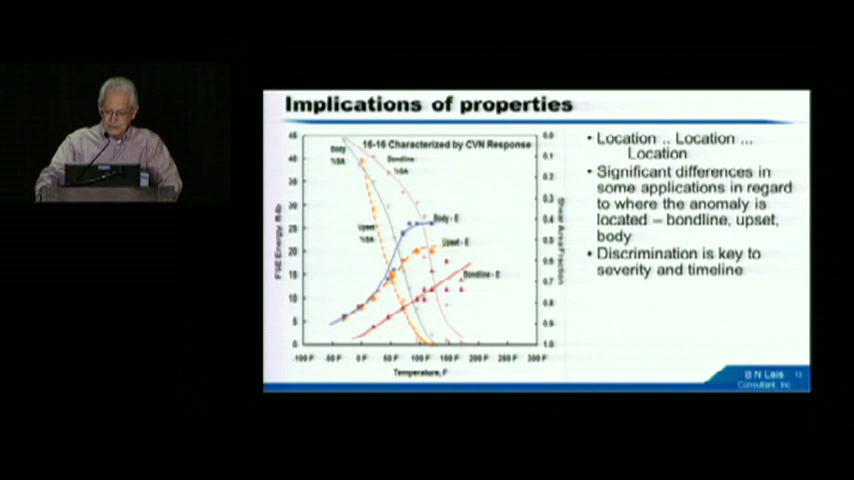 Implications of properties
16-16 Characterized by CVN Response
Body
%SA
Bondline
%SA
Upset
%SA
Body - E
Upset - E
Bondline - E
FSE Energy, ft-lb
45
40
35
30
25
20
15
10
5
0
0.0
0.1
0.2
0.3
0.4
0.5
0.6
0.7
0.8
0.9
1.0
Shear Area Fraction
-100 F -50 F 0 F 50 F 100 F 150 F 200 F 250 F 300 F
Temperature, F
• Location .. Location ...
Location
• Significant differences in
some applications in regard
to where the anomaly is
located – bondline, upset,
body
• Discrimination is key to
severity and timeline
B N Leis 13
Consultant, Inc